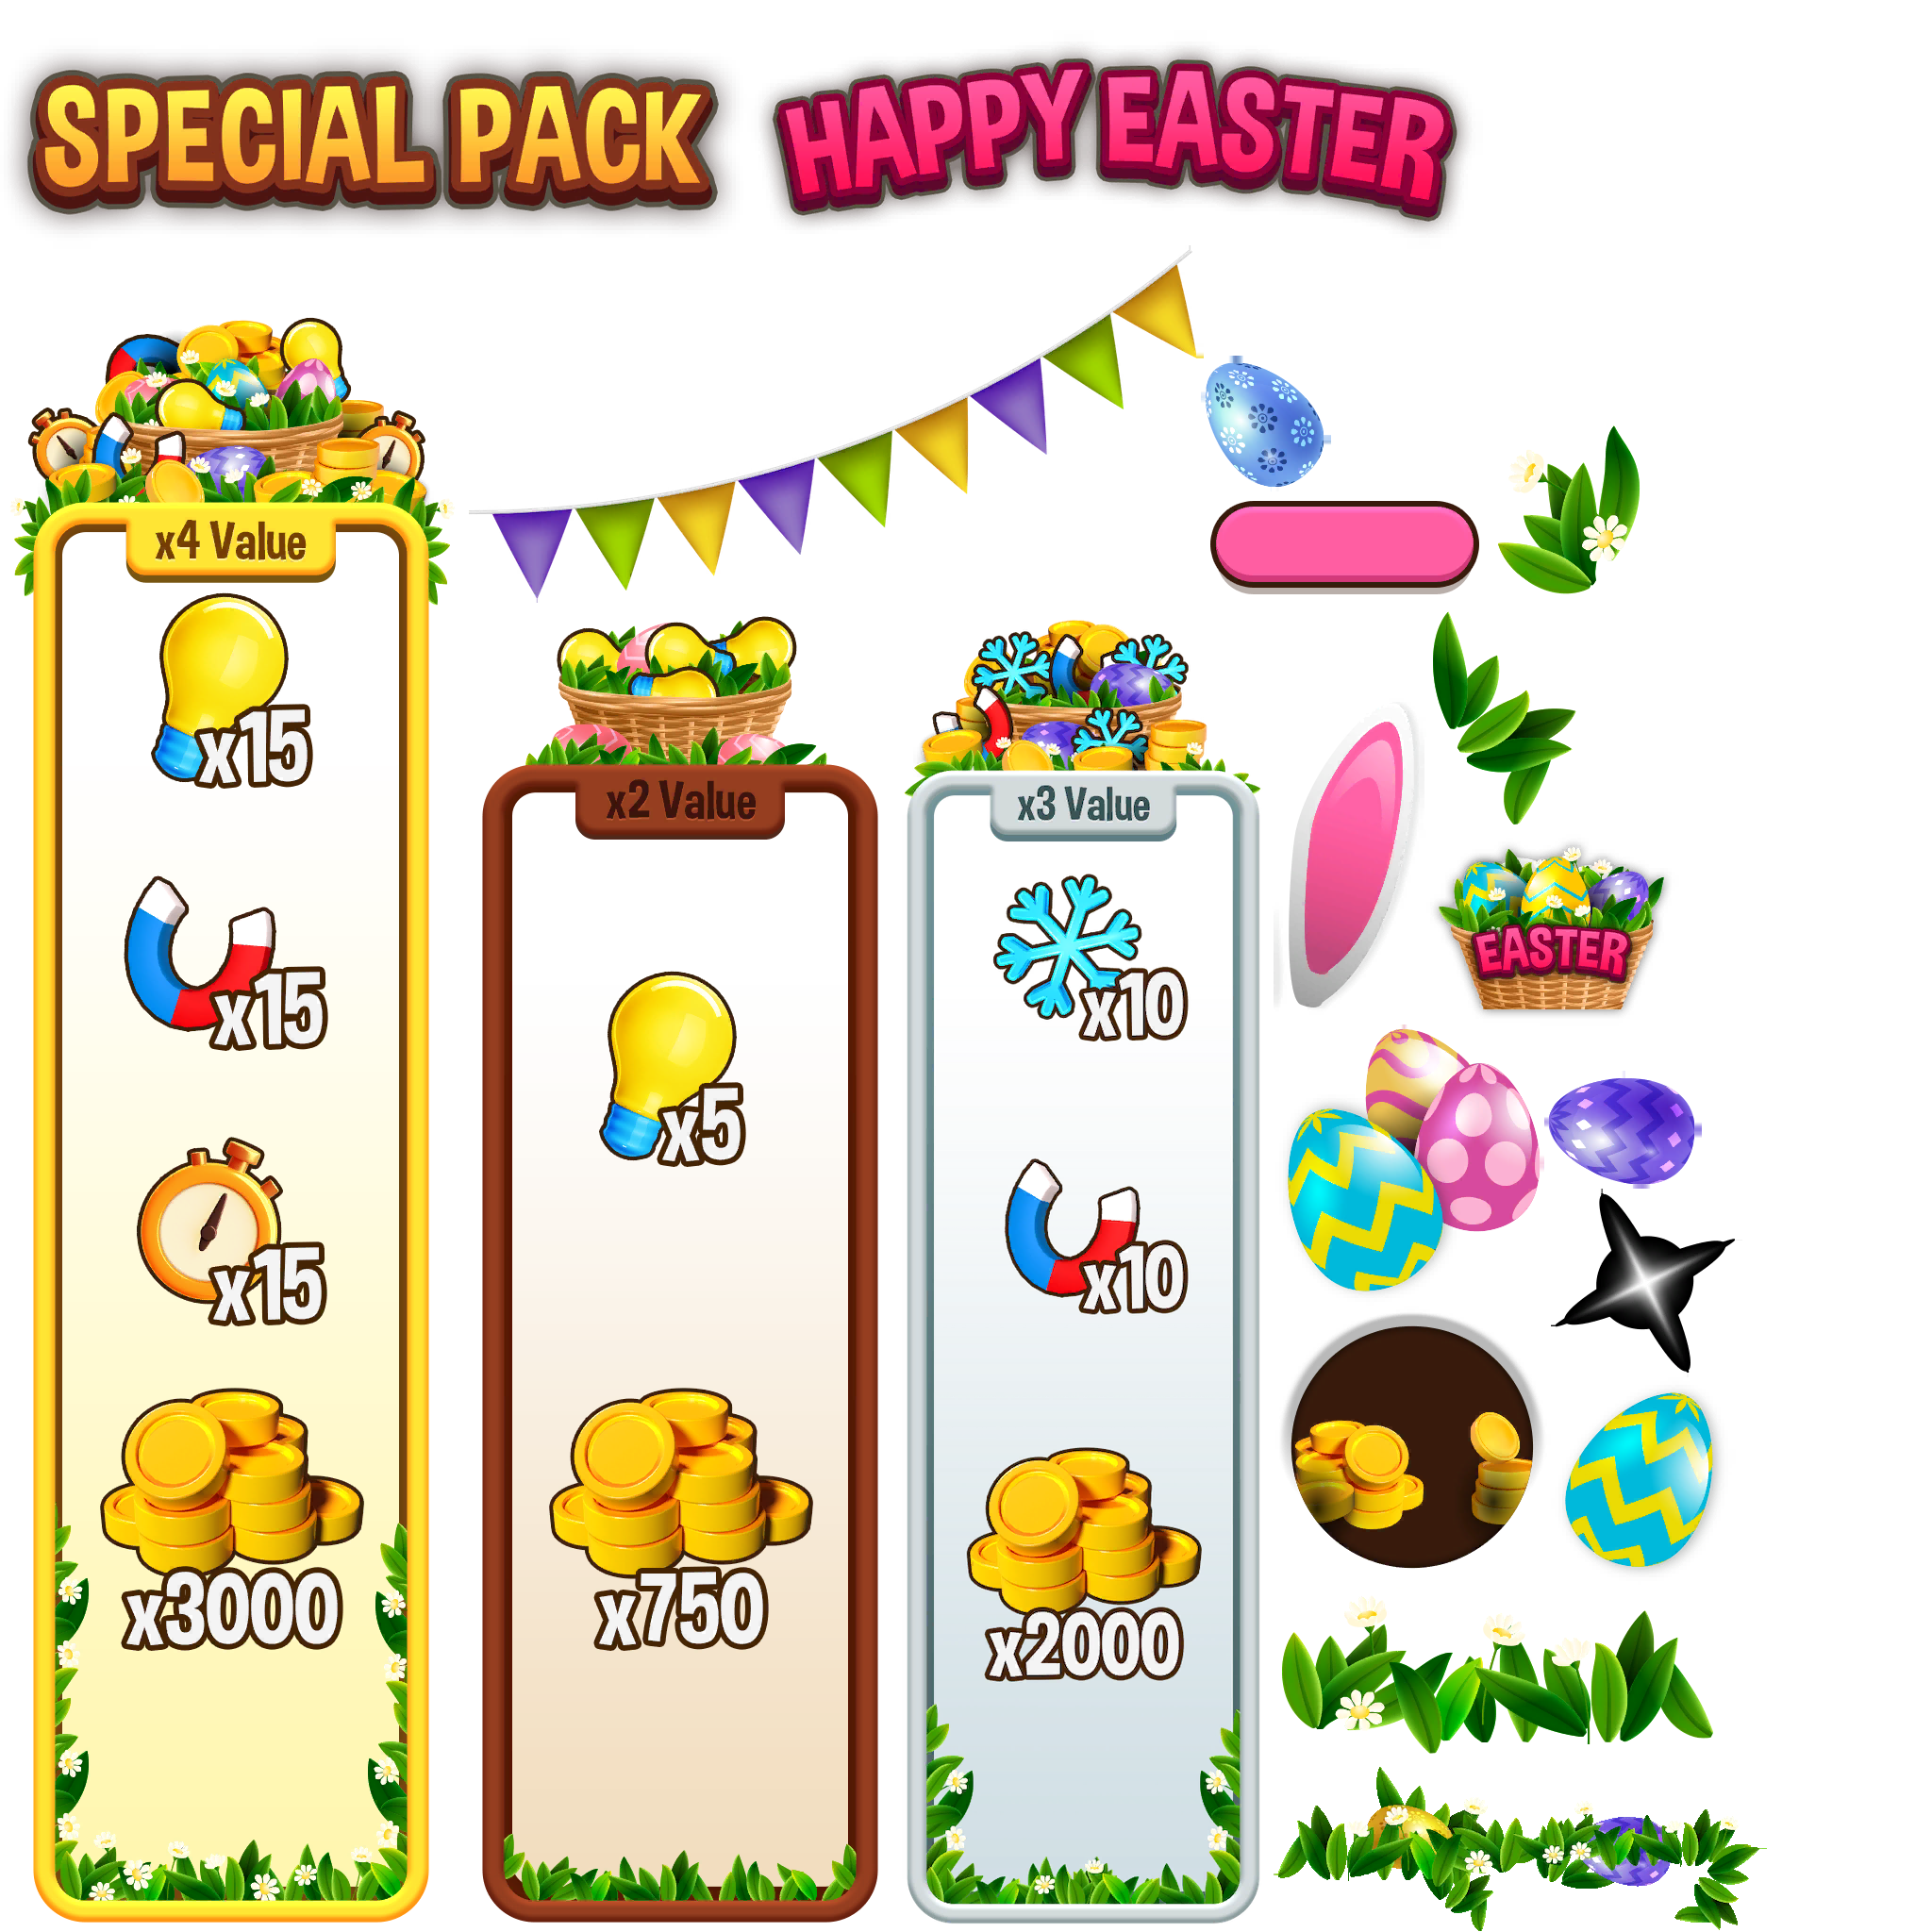 SPECIAL PACK
HAPPY EASTER
x4 Value
x15
x15
x15
x3000
x2 Value
x5
x750
x3 Value
x10
x10
x2000
EASTER